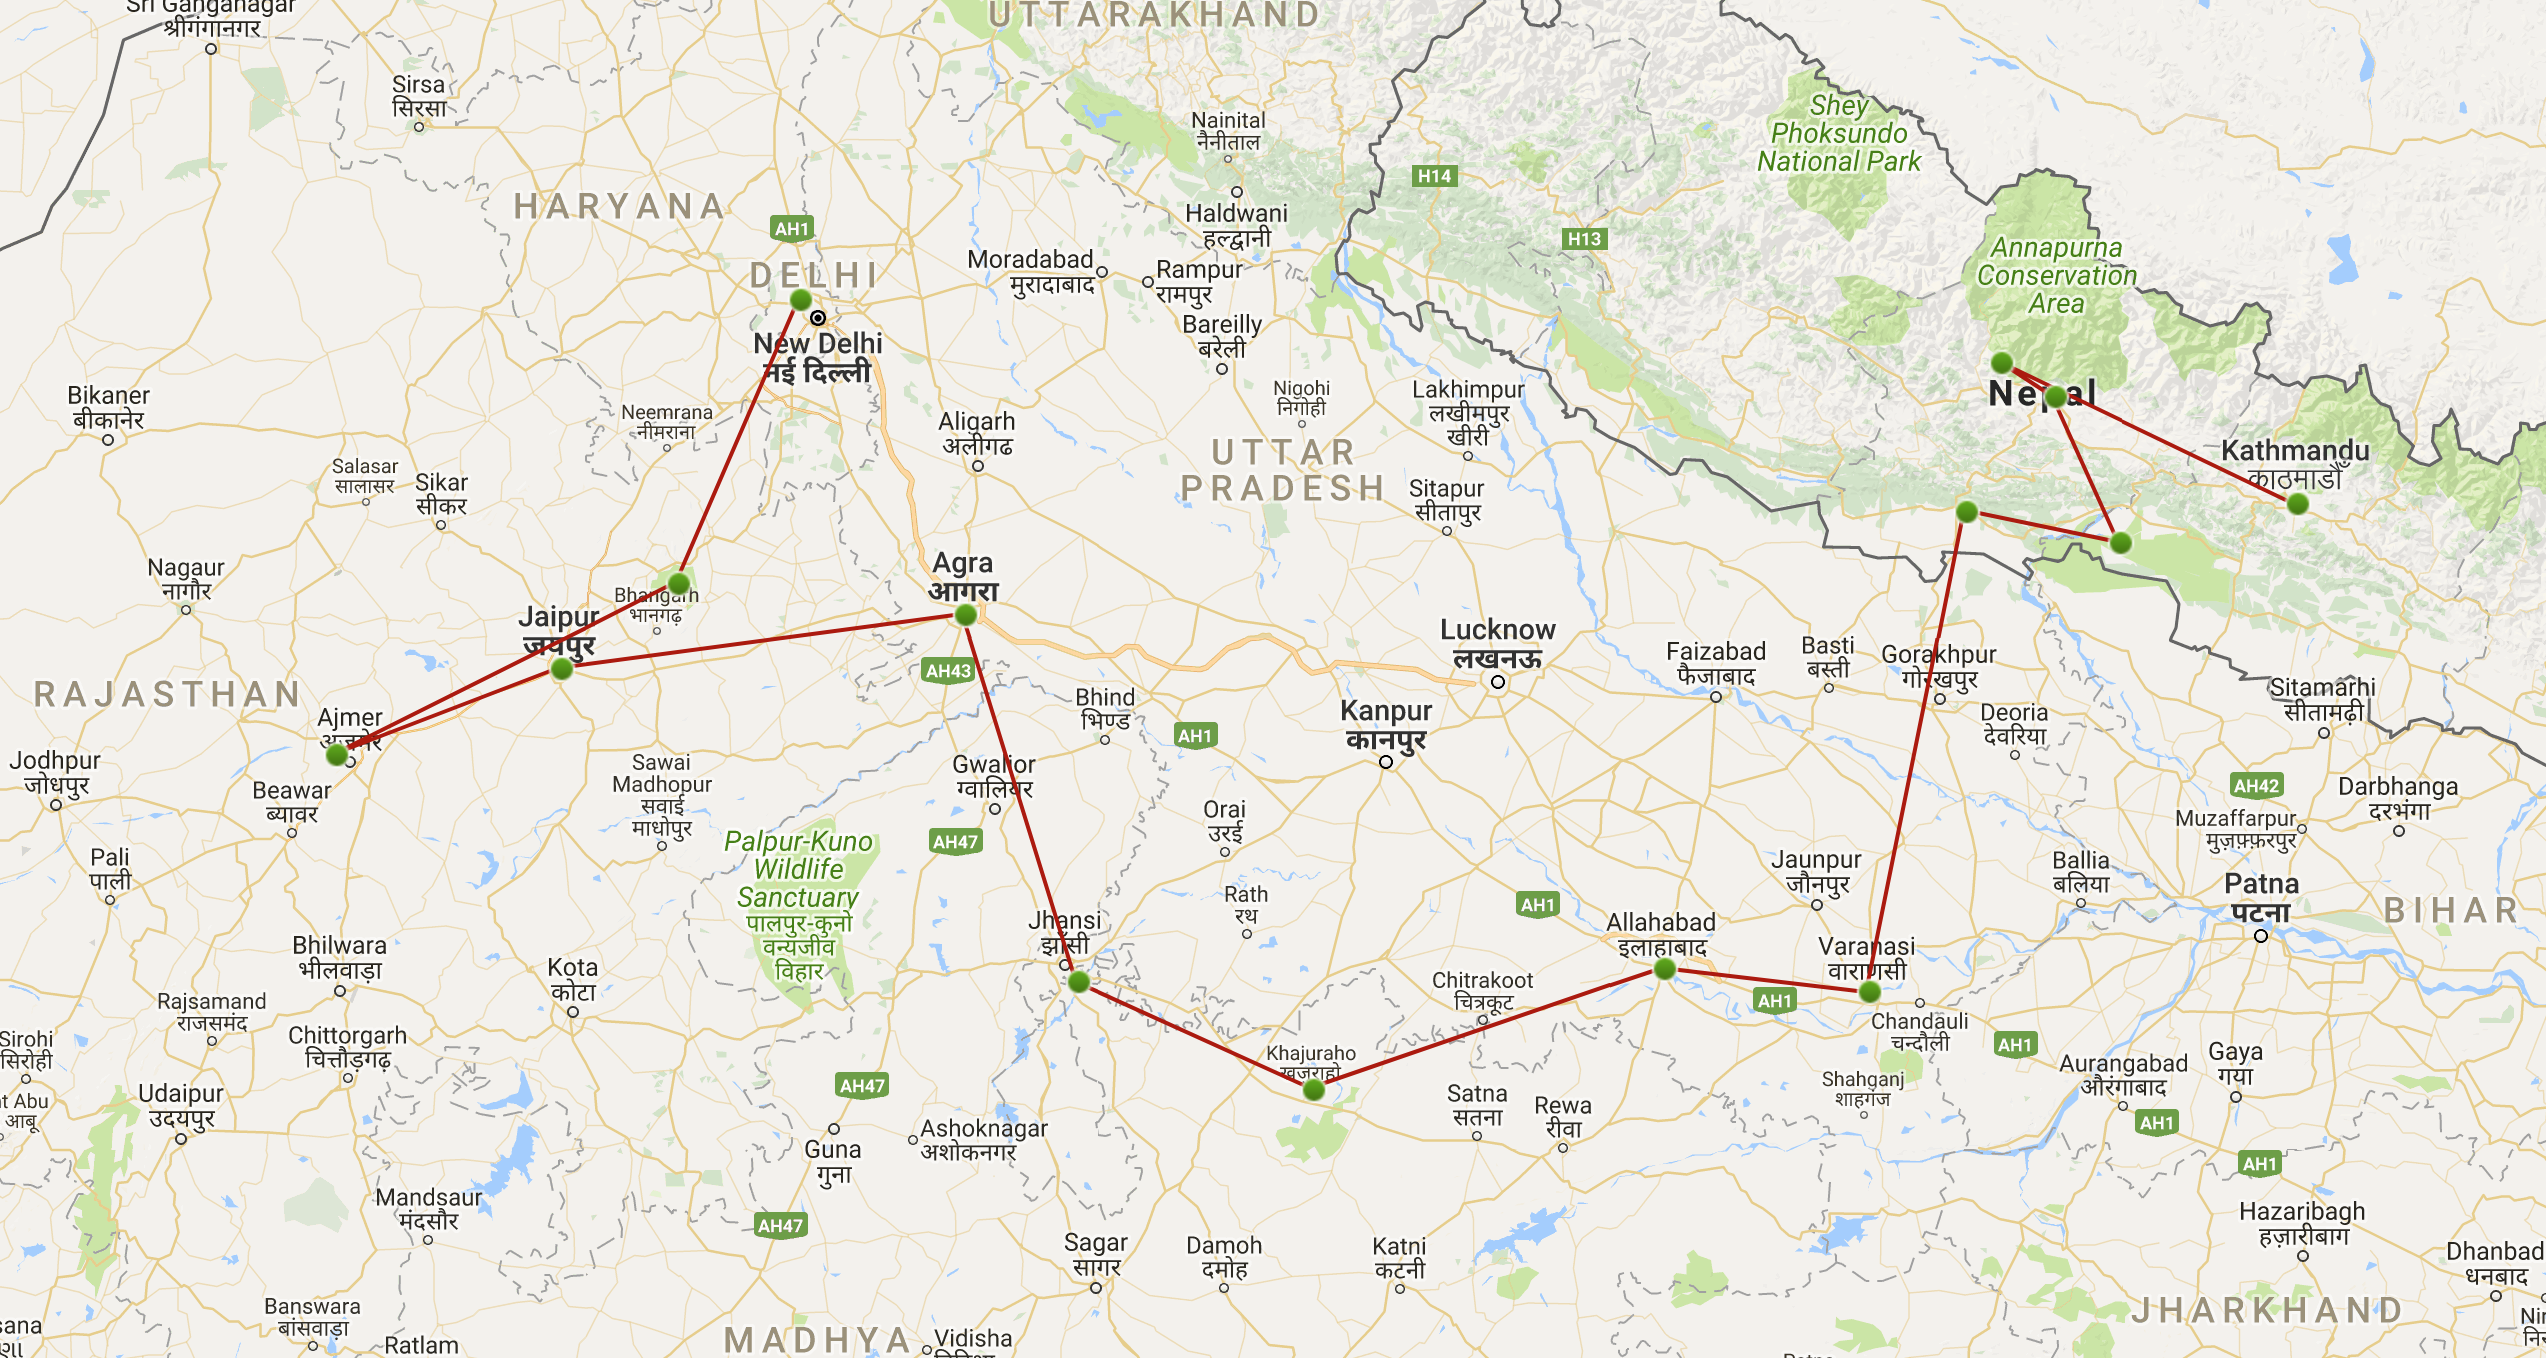 Sri Ganganagar
श्रीगंगानगर
UTTARAKHAND
Sirsa
सिरसा
Shey
Phoksundo
National Park
Nainital
नैनीताल
H14
HARYANA
AH1
Haldwani
हल्द्वानी
H13
DELHI
Moradabad
मुरादाबाद
Rampur
रामपुर
Annapurna
Conservation
Area
New Delhi
नई दिल्ली
Bareilly
बरेली
Bikaner
बीकानेर
Neemrana
नीमराना
Aligarh
अलीगढ
Nigohi
निगोही
Lakhimpur
लखीमपुर
खीरी
Nepal
UTTAR
PRADESH
Kathmandu
काठमाडौँ
Salasar
सालासर
Sikar
सीकर
Sitapur
सीतापुर
Nagaur
नागौर
Bhangarh
भानगढ़
Agra
आगरा
Jaipur
जयपुर
Lucknow
लखनऊ
Faizabad
फैजाबाद
Basti
बस्ती
Gorakhpur
गोरखपुर
AH43
RAJASTHAN
Ajmer
अजमेर
Bhind
भिण्ड
Kanpur
कानपुर
Deoria
देवरिया
Sitamarhi
सीतामढ़ी
AH1
Jodhpur
जोधपुर
Beawar
ब्यावर
Sawai
Madhopur
सवाई
माधोपुर
Gwalior
ग्वालियर
Orai
उरई
AH42
Darbhanga
दरभंगा
Muzaffarpur
मुज़फ़्फ़रपुर
Palpur-Kuno
Wildlife
Sanctuary
पालपुर-कुनो
वन्यजीव
विहार
AH47
Pali
पाली
Jaunpur
जौनपुर
Ballia
बलिया
Patna
पटना
BIHAR
Rath
रथ
AH1
Jhansi
झाँसी
Allahabad
इलाहाबाद
Varanasi
वाराणसी
Bhilwara
भीलवाड़ा
Kota
कोटा
Chitrakoot
चित्रकूट
AH1
Rajsamand
राजसमंद
Chittorgarh
चित्तौड़गढ़
Sirohi
सिरोही
Khajuraho
खजुराहो
Chandauli
चन्दौली
AH1
Aurangabad
औरंगाबाद
Gaya
गया
Udaipur
उदयपुर
t Abu
आबू
AH47
Satna
सतना
Rewa
रीवा
Shahganj
शाहगंज
AH1
Guna
गुना
Ashoknagar
अशोकनगर
AH1
Mandsaur
मंदसौर
AH47
Sagar
सागर
Damoh
दमोह
Katni
कटनी
Hazaribagh
हज़ारीबाग
Dhanbad
धनबाद
Banswara
बांसवाड़ा
Ratlam
MADHYA
Vidisha
JHARKHAND
sana